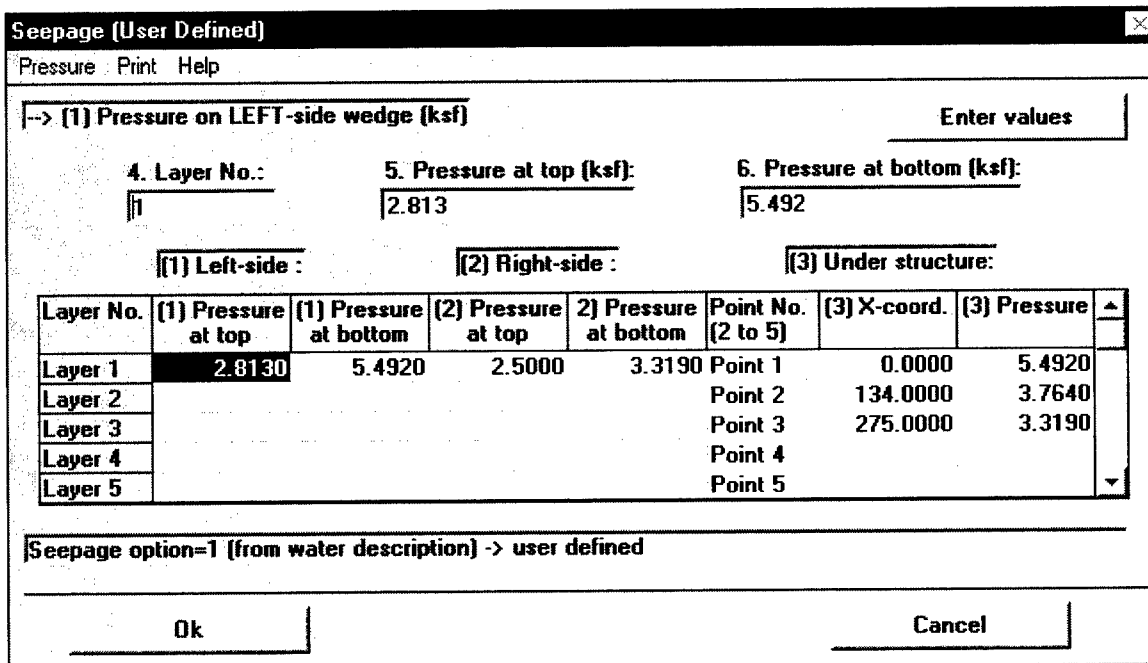 Seepage (User Defined)
Pressure Print Help
--> (1) Pressure on LEFT-side wedge (ksf)
Enter values
4. Layer No.: 5. Pressure at top (ksf): 6. Pressure at bottom (ksf):
1 2.813 5.492
(1) Left-side : (2) Right-side : (3) Under structure:
Layer No. (1) Pressure at top (1) Pressure at bottom (2) Pressure at top 2) Pressure at bottom Point No. (2 to 5) (3) X-coord. (3) Pressure
Layer 1 2.8130 5.4920 2.5000 3.3190 Point 1 0.0000 5.4920
Layer 2 Point 2 134.0000 3.7640
Layer 3 Point 3 275.0000 3.3190
Layer 4 Point 4
Layer 5 Point 5
Seepage option=1 (from water description) -> user defined
Ok Cancel